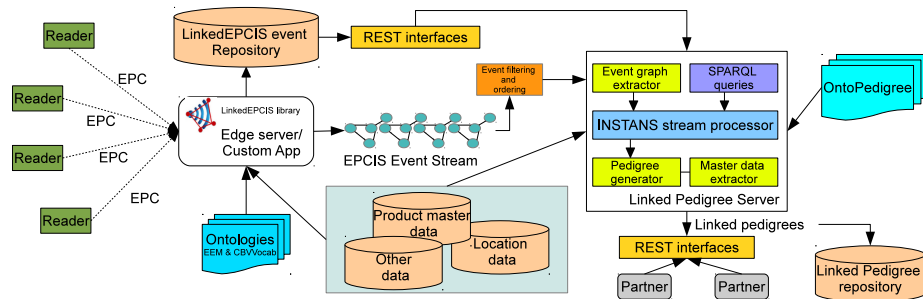 Reader
EPC
Reader
EPC
Reader
EPC
Reader
EPC
LinkedEPCIS event
Repository
REST interfaces
LinkedEPCIS library
Edge server/
Custom App
Ontologies
EEM & CBVVocab
EPCIS Event Stream
Event filtering
and
ordering
Product master
data
Other
data
Location
data
Event graph
extractor
SPARQL
queries
INSTANS stream processor
Pedigree
generator
Master data
extractor
Linked Pedigree Server
OntoPedigree
Linked pedigrees
REST interfaces
Partner
Partner
Linked Pedigree
repository